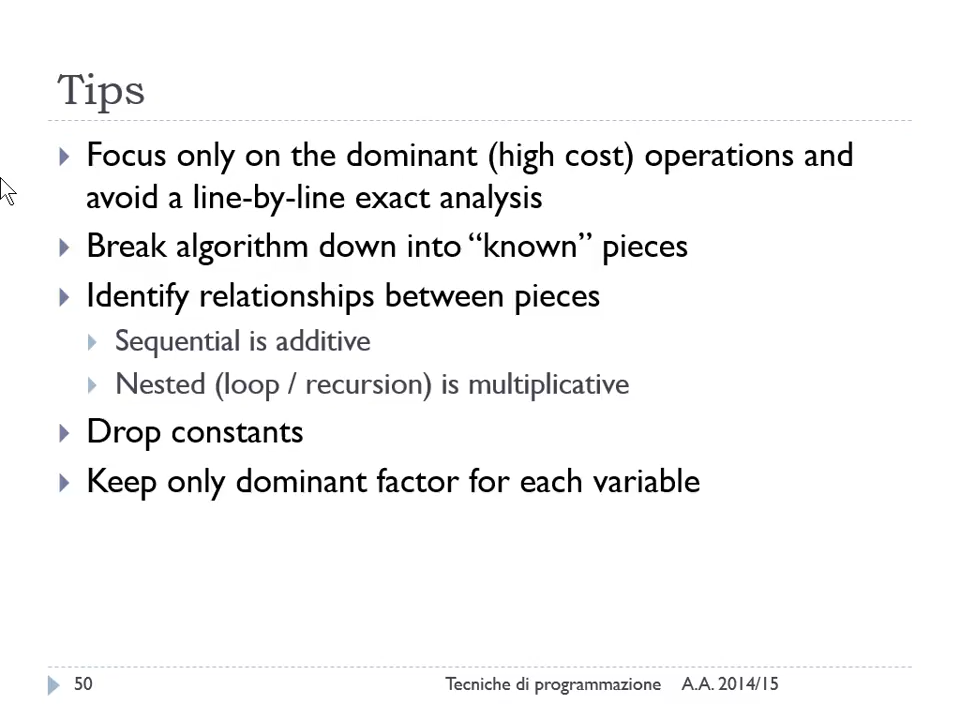 Tips
Focus only on the dominant (high cost) operations and
avoid a line-by-line exact analysis
Break algorithm down into “known” pieces
Identify relationships between pieces
Sequential is additive
Nested (loop / recursion) is multiplicative
Drop constants
Keep only dominant factor for each variable
50 Tecniche di programmazione A.A. 2014/15